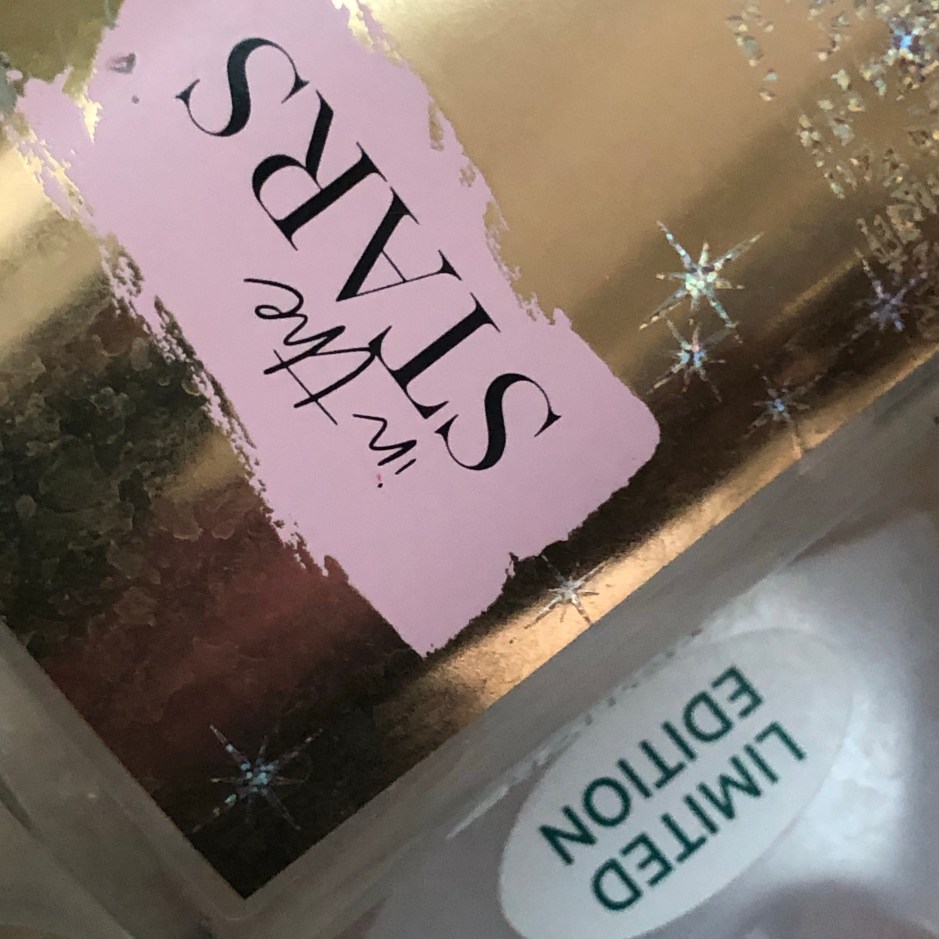 in the
STARS
LIMITED
EDITION